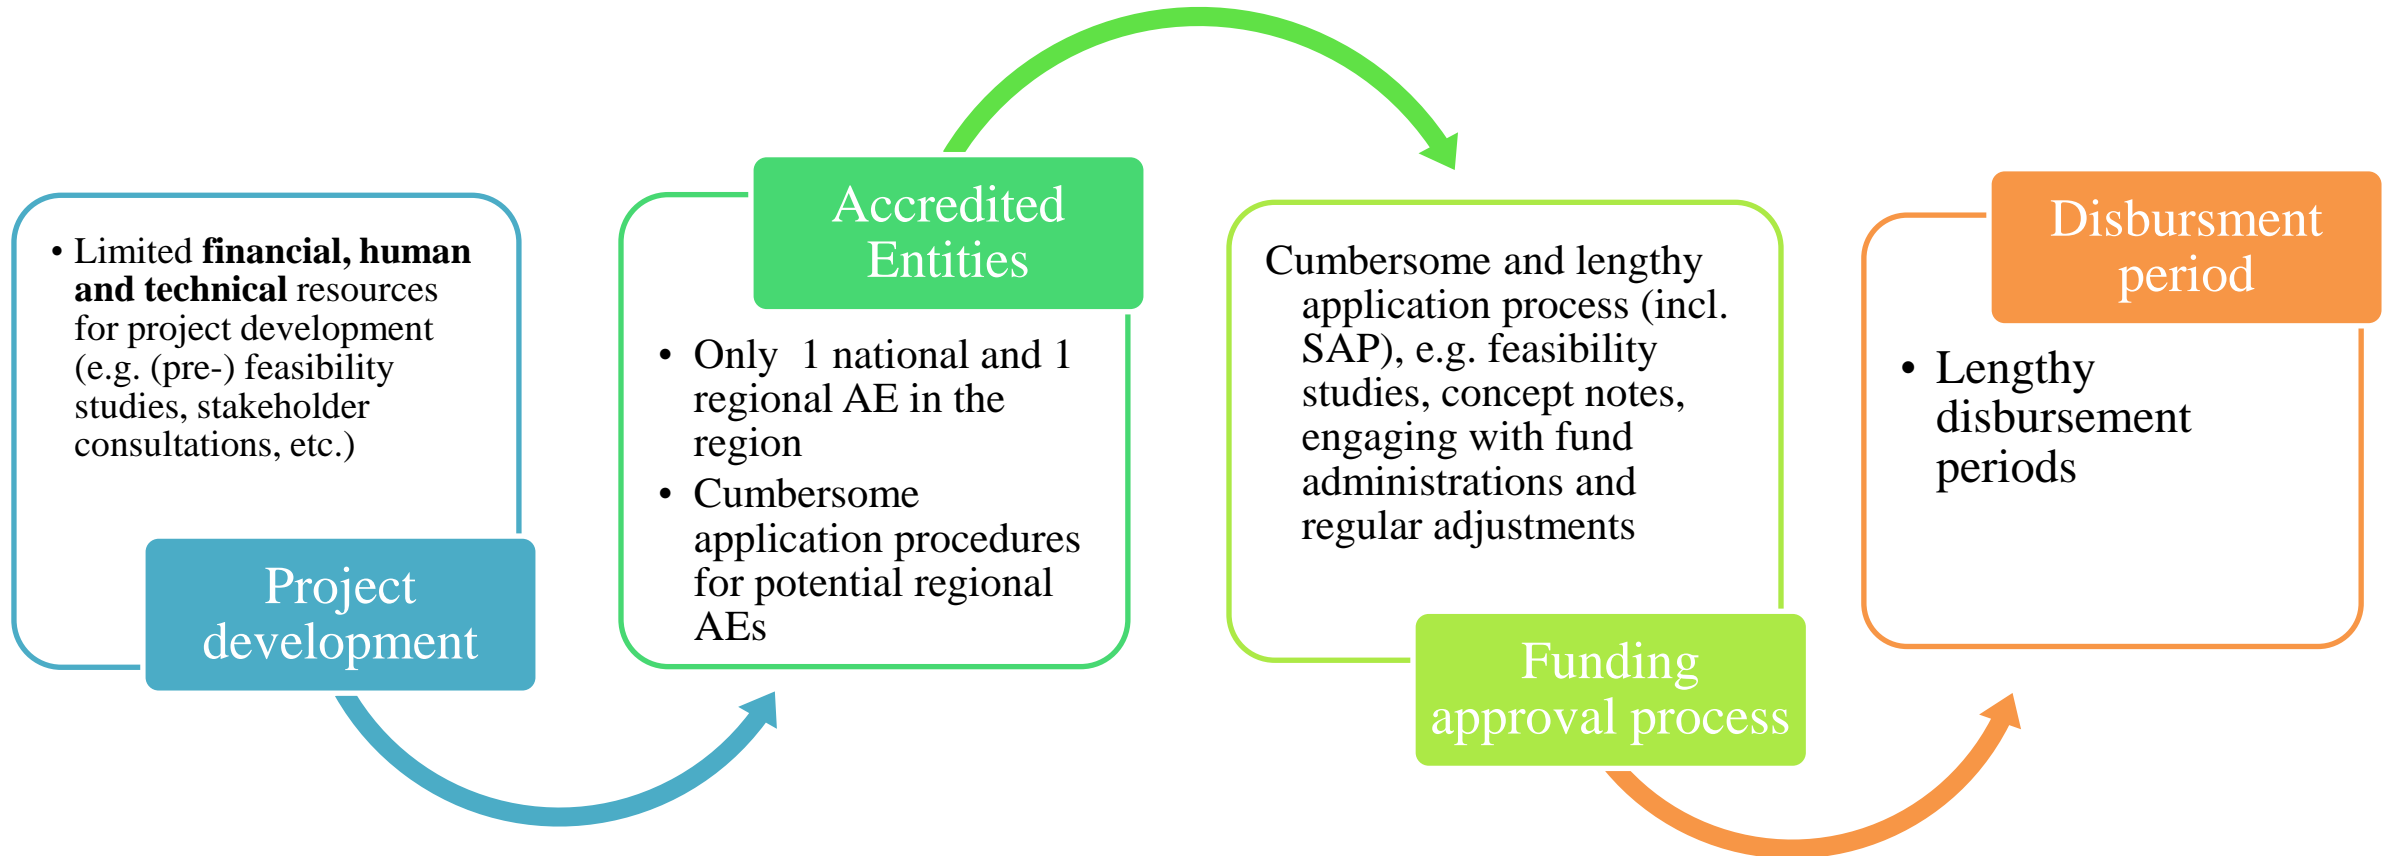 • Limited financial, human
and technical resources
for project development
(e.g. (pre-) feasibility
studies, stakeholder
consultations, etc.)
Project
development
Accredited
Entities
• Only 1 national and 1
regional AE in the
region
• Cumbersome
application procedures
for potential regional
AEs
Cumbersome and lengthy
application process (incl.
SAP), e.g. feasibility
studies, concept notes,
engaging with fund
administrations and
regular adjustments
Funding
approval process
Disbursment
period
• Lengthy
disbursement
periods